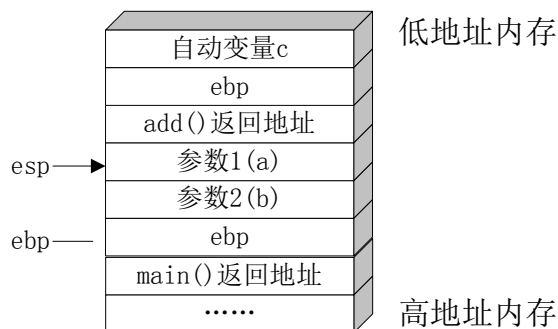 低地址内存
自动变量c
ebp
add()返回地址
esp
参数1(a)
参数2(b)
ebp
ebp
main()返回地址
……
高地址内存